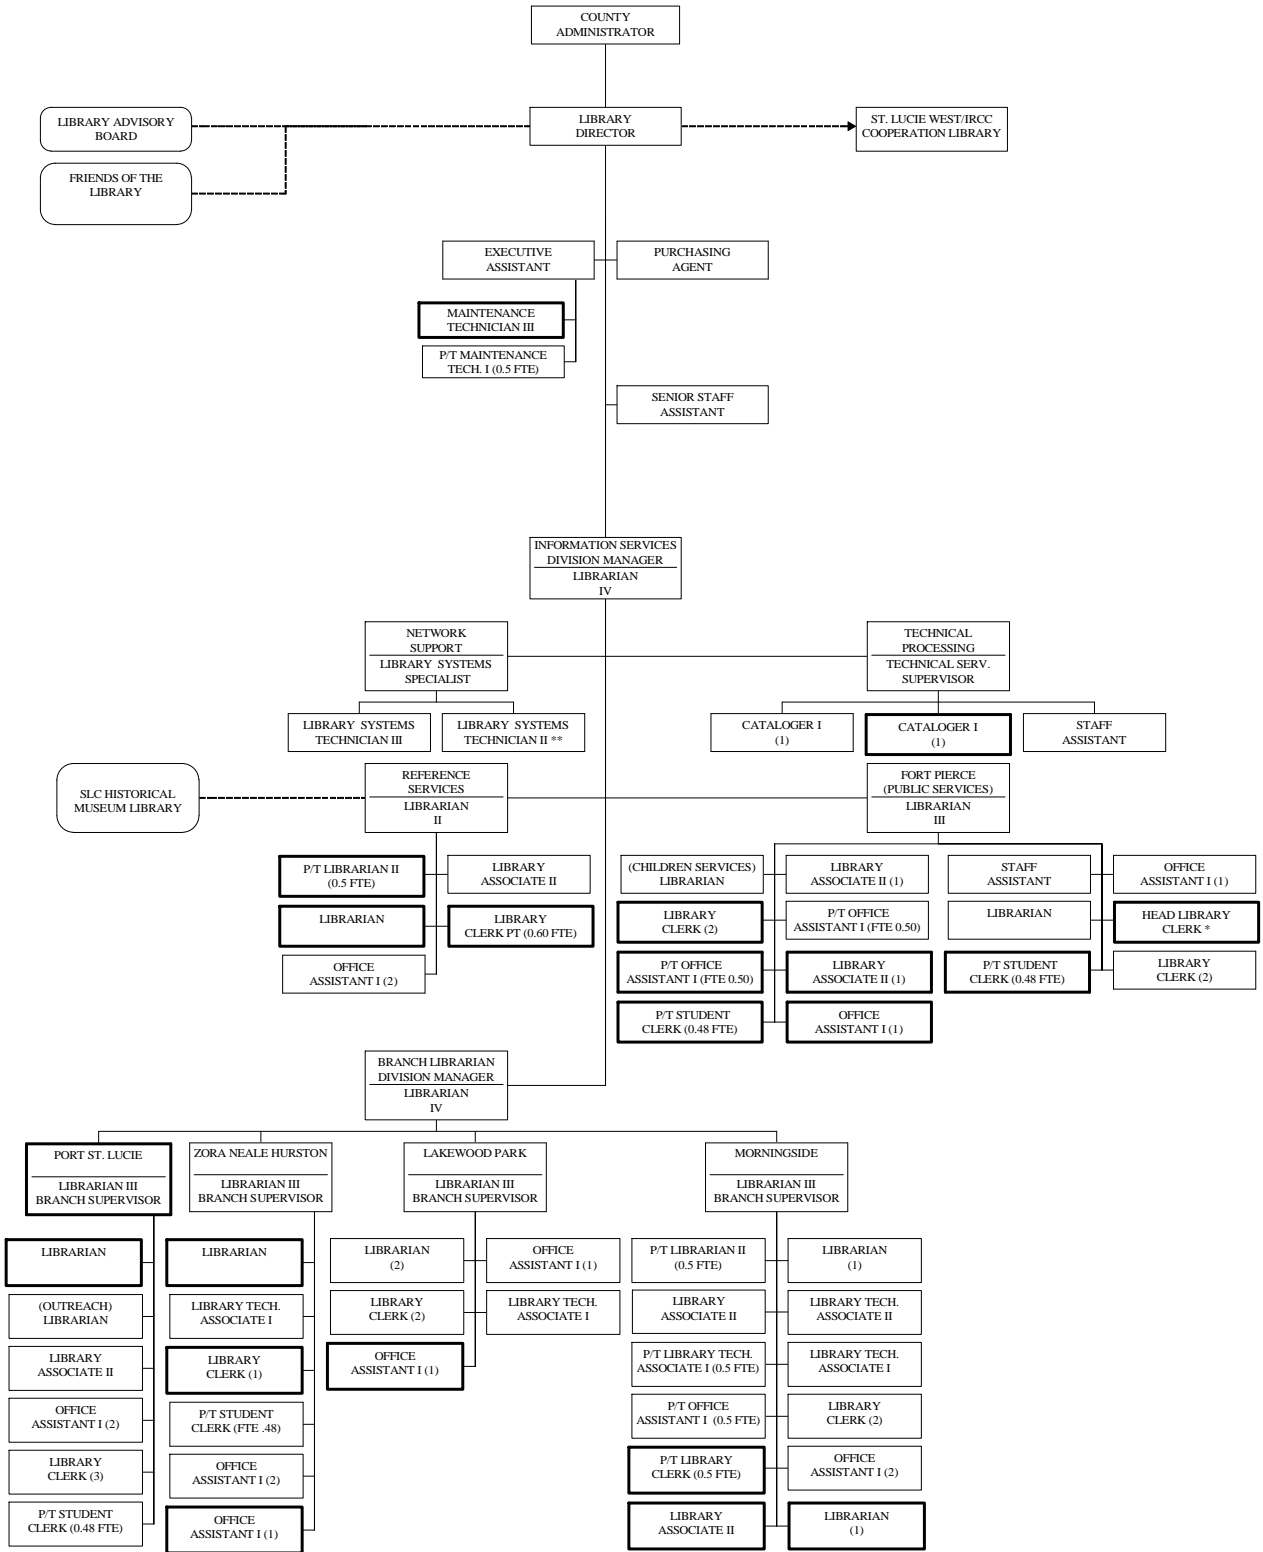 COUNTY
ADMINISTRATOR
LIBRARY ADVISORY
BOARD
LIBRARY
DIRECTOR
ST. LUCIE WEST/IRCC
COOPERATION LIBRARY
FRIENDS OF THE
LIBRARY
EXECUTIVE
ASSISTANT
PURCHASING
AGENT
MAINTENANCE
TECHNICIAN III
P/T MAINTENANCE
TECH. I (0.5 FTE)
SENIOR STAFF
ASSISTANT
INFORMATION SERVICES
DIVISION MANAGER
LIBRARIAN
IV
NETWORK
SUPPORT
LIBRARY SYSTEMS
SPECIALIST
TECHNICAL
PROCESSING
TECHNICAL SERV.
SUPERVISOR
LIBRARY SYSTEMS
TECHNICIAN III
LIBRARY SYSTEMS
TECHNICIAN II **
CATALOGER I
(1)
CATALOGER I
(1)
STAFF
ASSISTANT
SLC HISTORICAL
MUSEUM LIBRARY
REFERENCE
SERVICES
LIBRARIAN
II
FORT PIERCE
(PUBLIC SERVICES)
LIBRARIAN
III
P/T LIBRARIAN II
(0.5 FTE)
LIBRARY
ASSOCIATE II
LIBRARIAN
LIBRARY
CLERK PT (0.60 FTE)
OFFICE
ASSISTANT I (2)
(CHILDREN SERVICES)
LIBRARIAN
LIBRARY
ASSOCIATE II (1)
LIBRARY
CLERK (2)
P/T OFFICE
ASSISTANT I (FTE 0.50)
P/T OFFICE
ASSISTANT I (FTE 0.50)
LIBRARY
ASSOCIATE II (1)
P/T STUDENT
CLERK (0.48 FTE)
OFFICE
ASSISTANT I (1)
STAFF
ASSISTANT
OFFICE
ASSISTANT I (1)
LIBRARIAN
HEAD LIBRARY
CLERK *
P/T STUDENT
CLERK (0.48 FTE)
LIBRARY
CLERK (2)
BRANCH LIBRARIAN
DIVISION MANAGER
LIBRARIAN
IV
PORT ST. LUCIE
LIBRARIAN III
BRANCH SUPERVISOR
LIBRARIAN
(OUTREACH)
LIBRARIAN
LIBRARY
ASSOCIATE II
OFFICE
ASSISTANT I (2)
LIBRARY
CLERK (3)
P/T STUDENT
CLERK (0.48 FTE)
ZORA NEALE HURSTON
LIBRARIAN III
BRANCH SUPERVISOR
LIBRARIAN
LIBRARY TECH.
ASSOCIATE I
LIBRARY
CLERK (1)
P/T STUDENT
CLERK (FTE .48)
OFFICE
ASSISTANT I (2)
OFFICE
ASSISTANT I (1)
LAKEWOOD PARK
LIBRARIAN III
BRANCH SUPERVISOR
LIBRARIAN
(2)
OFFICE
ASSISTANT I (1)
LIBRARY
CLERK (2)
LIBRARY TECH.
ASSOCIATE I
OFFICE
ASSISTANT I (1)
MORNINGSIDE
LIBRARIAN III
BRANCH SUPERVISOR
P/T LIBRARIAN II
(0.5 FTE)
LIBRARIAN
(1)
LIBRARY
ASSOCIATE II
LIBRARY TECH.
ASSOCIATE II
P/T LIBRARY TECH.
ASSOCIATE I (0.5 FTE)
LIBRARY TECH.
ASSOCIATE I
P/T OFFICE
ASSISTANT I (0.5 FTE)
LIBRARY
CLERK (2)
P/T LIBRARY
CLERK (0.5 FTE)
OFFICE
ASSISTANT I (2)
LIBRARY
ASSOCIATE II
LIBRARIAN
(1)